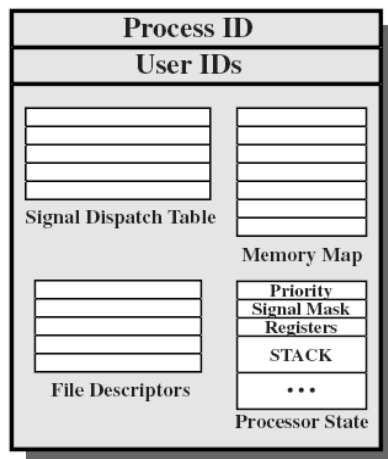 Process ID
User IDs
Signal Dispatch Table
Memory Map
File Descriptors
Priority
Signal Mask
Registers
STACK
• • •
Processor State